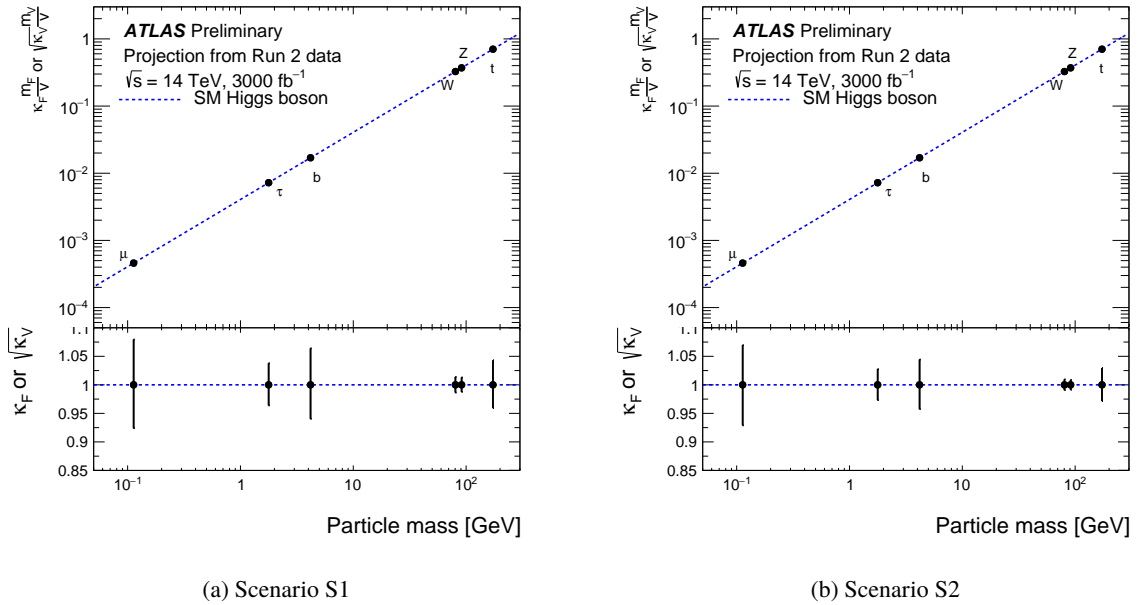 ATLAS Preliminary
Projection from Run 2 data
√s = 14 TeV, 3000 fb⁻¹
SM Higgs boson
κ_F m_F/v or √κ_V m_V/v
1
10⁻¹
10⁻²
10⁻³
10⁻⁴
μ
τ
b
W
Z
t
κ_F or √κ_V
1.1
1.05
1
0.95
0.9
0.85
10⁻¹
1
10
10²
Particle mass [GeV]
(a) Scenario S1
ATLAS Preliminary
Projection from Run 2 data
√s = 14 TeV, 3000 fb⁻¹
SM Higgs boson
κ_F m_F/v or √κ_V m_V/v
1
10⁻¹
10⁻²
10⁻³
10⁻⁴
μ
τ
b
W
Z
t
κ_F or √κ_V
1.1
1.05
1
0.95
0.9
0.85
10⁻¹
1
10
10²
Particle mass [GeV]
(b) Scenario S2